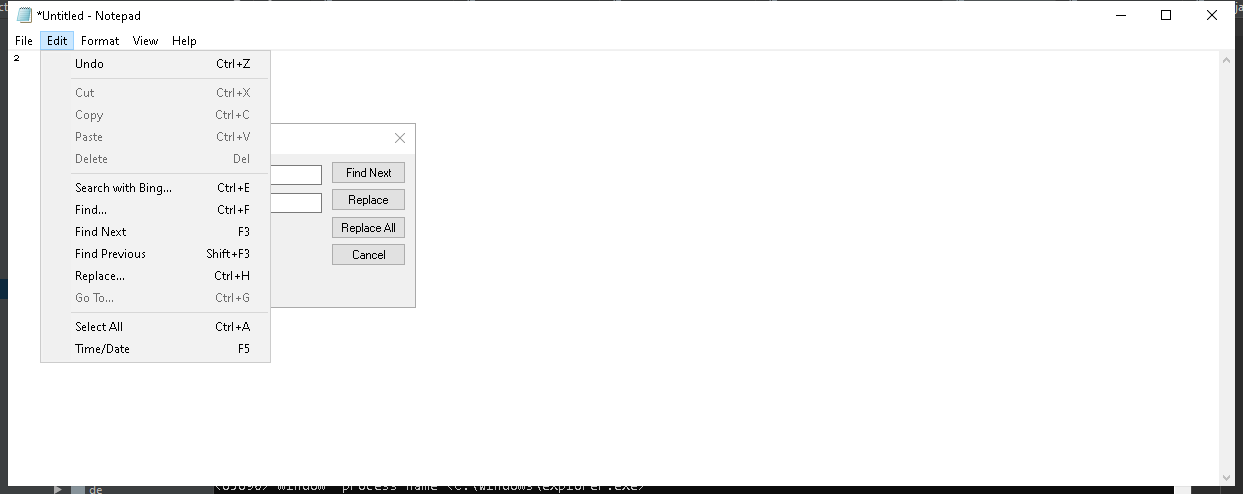 *Untitled - Notepad
File Edit Format View Help
2
Undo Ctrl+Z
Cut Ctrl+X
Copy Ctrl+C
Paste Ctrl+V
Delete Del
Search with Bing... Ctrl+E
Find... Ctrl+F
Find Next F3
Find Previous Shift+F3
Replace... Ctrl+H
Go To... Ctrl+G
Select All Ctrl+A
Time/Date F5
Find Next
Replace
Replace All
Cancel
de
window process name <C:\Windows\explorer.exe>